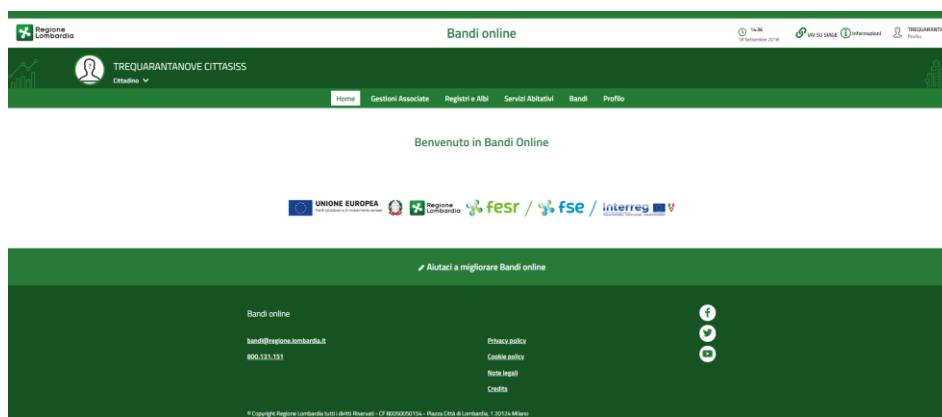 Regione
Lombardia
Bandi online
14:36
18 Settembre 2018
VAI SU SIAGE
Informazioni
TREQUARANTA
Profilo
TREQUARANTANOVE CITTASISS
Cittadino
Home Gestioni Associate Registri e Albi Servizi Abitativi Bandi Profilo
Benvenuto in Bandi Online
UNIONE EUROPEA
Regione
Lombardia
fesr / fse / Interreg
Aiutaci a migliorare Bandi online
Bandi online
bandi@regione.lombardia.it
800.131.151
Privacy policy
Cookie policy
Note legali
Credits
© Copyright Regione Lombardia tutti i diritti Riservati - CF 80050050154 - Piazza Città di Lombardia, 1 20124 Milano